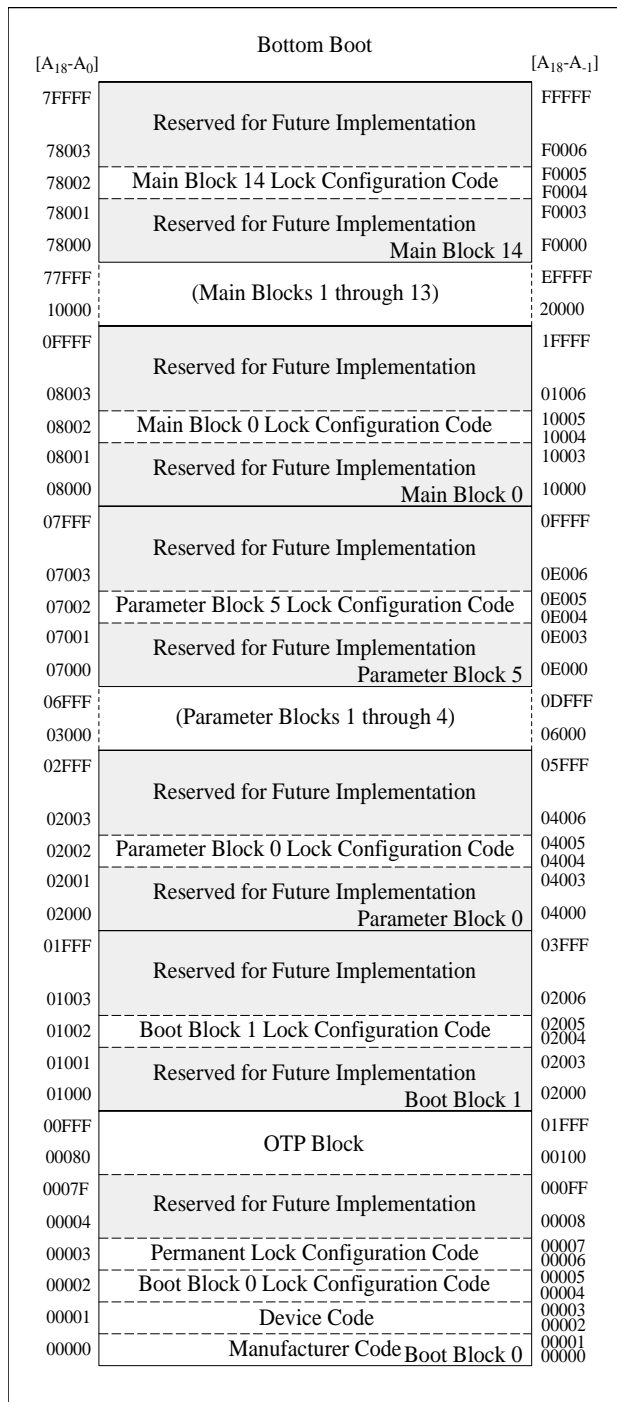 Bottom Boot
[A18-A0] [A18-A-1]
7FFFF FFFFF
Reserved for Future Implementation
78003 F0006
78002 Main Block 14 Lock Configuration Code F0005
F0004
78001 F0003
Reserved for Future Implementation
78000 Main Block 14 F0000
77FFF EFFFF
(Main Blocks 1 through 13)
10000 20000
0FFFF 1FFFF
Reserved for Future Implementation
08003 01006
08002 Main Block 0 Lock Configuration Code 10005
10004
08001 10003
Reserved for Future Implementation
08000 Main Block 0 10000
07FFF 0FFFF
Reserved for Future Implementation
07003 0E006
07002 Parameter Block 5 Lock Configuration Code 0E005
0E004
07001 0E003
Reserved for Future Implementation
07000 Parameter Block 5 0E000
06FFF 0DFFF
(Parameter Blocks 1 through 4)
03000 06000
02FFF 05FFF
Reserved for Future Implementation
02003 04006
02002 Parameter Block 0 Lock Configuration Code 04005
04004
02001 04003
Reserved for Future Implementation
02000 Parameter Block 0 04000
01FFF 03FFF
Reserved for Future Implementation
01003 02006
01002 Boot Block 1 Lock Configuration Code 02005
02004
01001 02003
Reserved for Future Implementation
01000 Boot Block 1 02000
00FFF 01FFF
OTP Block
00080 00100
0007F 000FF
Reserved for Future Implementation
00004 00008
00003 Permanent Lock Configuration Code 00007
00006
00002 Boot Block 0 Lock Configuration Code 00005
00004
00001 Device Code 00003
00002
00000 Manufacturer Code Boot Block 0 00001
00000